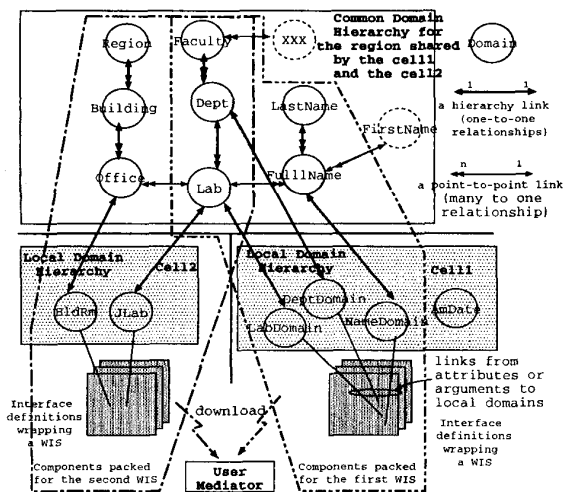 Common Domain
Hierarchy for
the region shared
by the cell1
and the cell2
Region
Faculty
XXX
Domain
Building
Dept
LastName
FirstName
Office
Lab
FulllName
1 1
a hierarchy link
(one-to-one
relationships)
n 1
a point-to-point link
(many to one
relationship)
Local Domain
Hierarchy
Cell2
BldRm
JLab
Local Domain
Hierarchy
Cell1
DeptDomain
LabDomain
NameDomain
AmDate
links from
attributes or
arguments to
local domains
Interface
definitions
wrapping
a WIS
download
Interface
definitions
wrapping
a WIS
Components packed
for the second WIS
User
Mediator
Components packed
for the first WIS